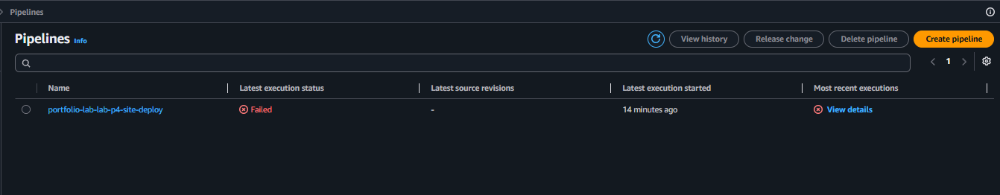 Pipelines
Pipelines Info View history Release change Delete pipeline Create pipeline
1
Name Latest execution status Latest source revisions Latest execution started Most recent executions
portfolio-lab-lab-p4-site-deploy Failed - 14 minutes ago View details